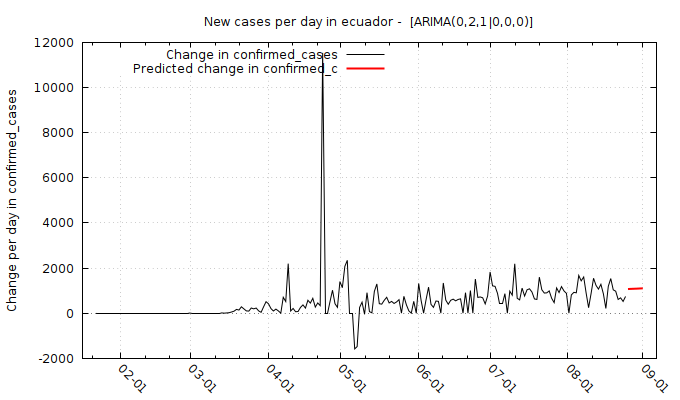 New cases per day in ecuador -  [ARIMA(0,2,1|0,0,0)]
Change per day in confirmed_cases
Change in confirmed_cases
Predicted change in confirmed_c
12000
10000
8000
6000
4000
2000
0
-2000
02-01 03-01 04-01 05-01 06-01 07-01 08-01 09-01